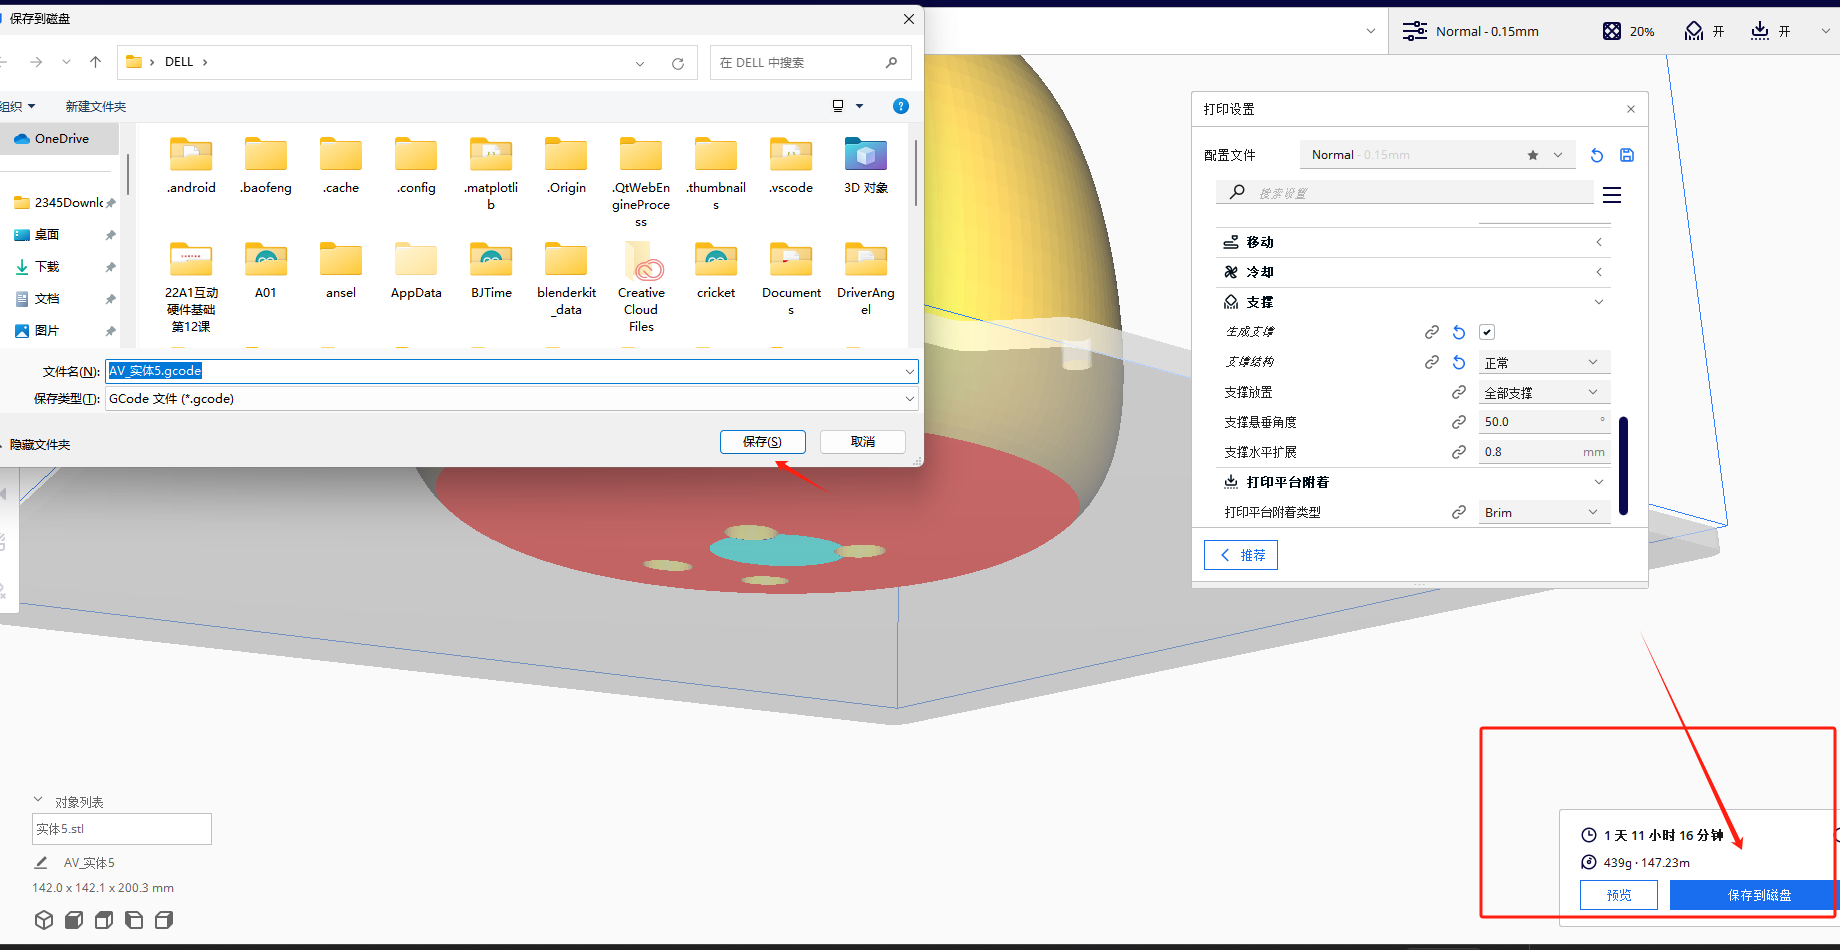 保存到磁盘
DELL
在 DELL 中搜索
组织
新建文件夹
OneDrive
2345Downlc
桌面
下载
文档
图片
.android
.baofeng
.cache
.config
.matplotli
b
.Origin
.QtWebEn
gineProce
ss
.thumbnail
s
.vscode
3D 对象
22A1互动
硬件基础
第12课
A01
ansel
AppData
BJTime
blenderkit
_data
Creative
Cloud
Files
cricket
Document
s
DriverAng
el
文件名(N):
AV_实体5.gcode
保存类型(T):
GCode 文件 (*.gcode)
隐藏文件夹
保存(S)
取消
Normal - 0.15mm
20%
开
开
打印设置
配置文件
Normal - 0.15mm
搜索设置
移动
冷却
支撑
生成支撑
支撑结构
正常
支撑放置
全部支撑
支撑悬垂角度
50.0
°
支撑水平扩展
0.8
mm
打印平台附着
打印平台附着类型
Brim
推荐
对象列表
实体5.stl
AV_实体5
142.0 x 142.1 x 200.3 mm
1 天 11 小时 16 分钟
439g · 147.23m
预览
保存到磁盘